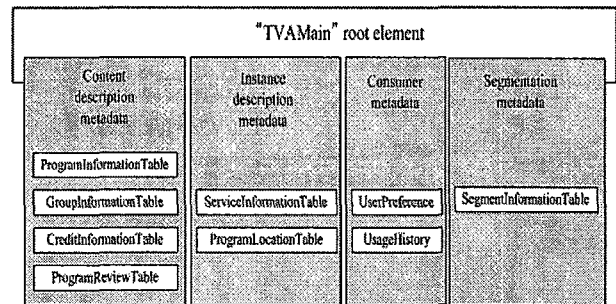 “TVAMain” root element
Content
description
metadata
ProgramInformationTable
GroupInformationTable
CreditInformationTable
ProgramReviewTable
Instance
description
metadata
ServiceInformationTable
ProgramLocationTable
Consumer
metadata
UserPreference
UsageHistory
Segmentation
metadata
SegmentInformationTable